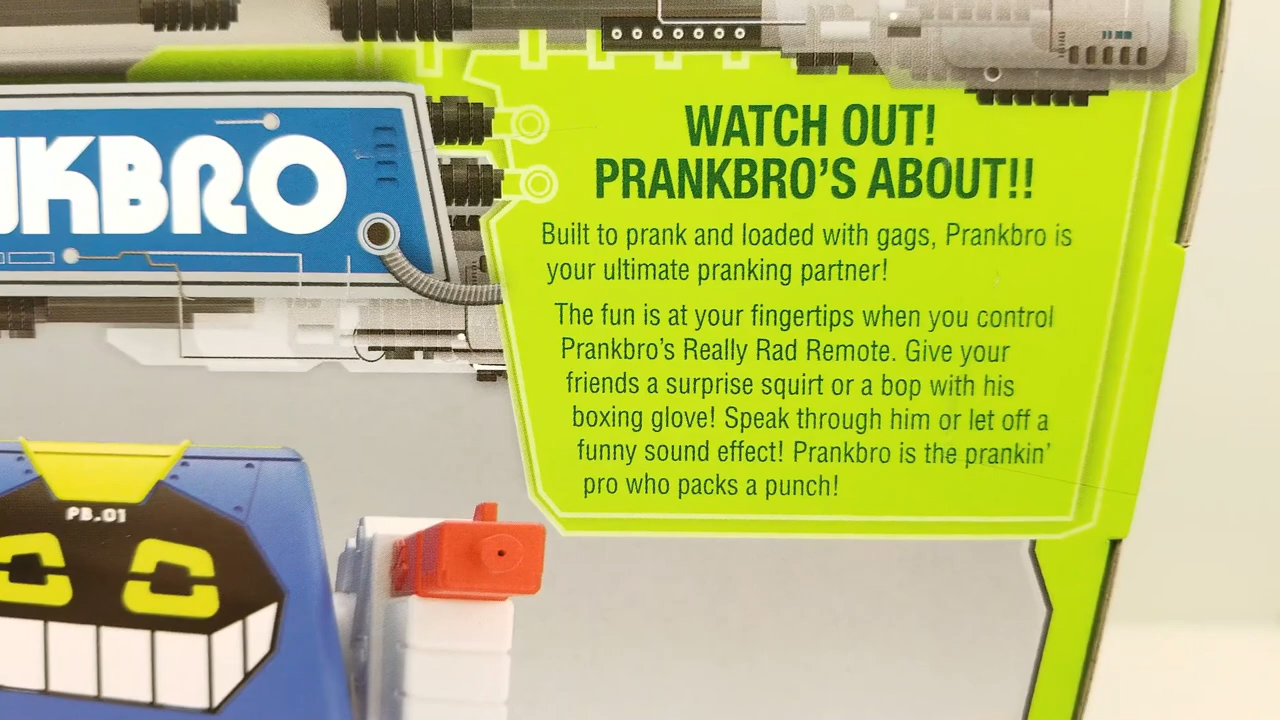 WATCH OUT!
PRANKBRO'S ABOUT!!
Built to prank and loaded with gags, Prankbro is
your ultimate pranking partner!
The fun is at your fingertips when you control
Prankbro's Really Rad Remote. Give your
friends a surprise squirt or a bop with his
boxing glove! Speak through him or let off a
funny sound effect! Prankbro is the prankin'
pro who packs a punch!
NKBRO
PB.01